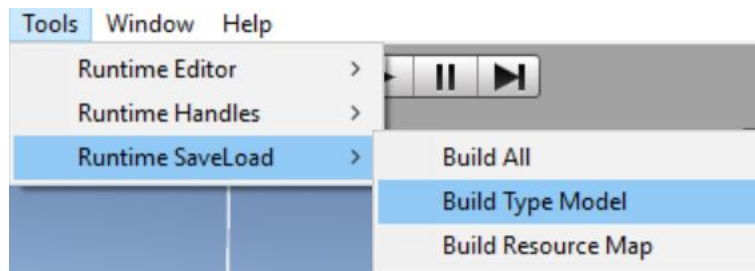 Tools Window Help
Runtime Editor
Runtime Handles
Runtime SaveLoad
Build All
Build Type Model
Build Resource Map